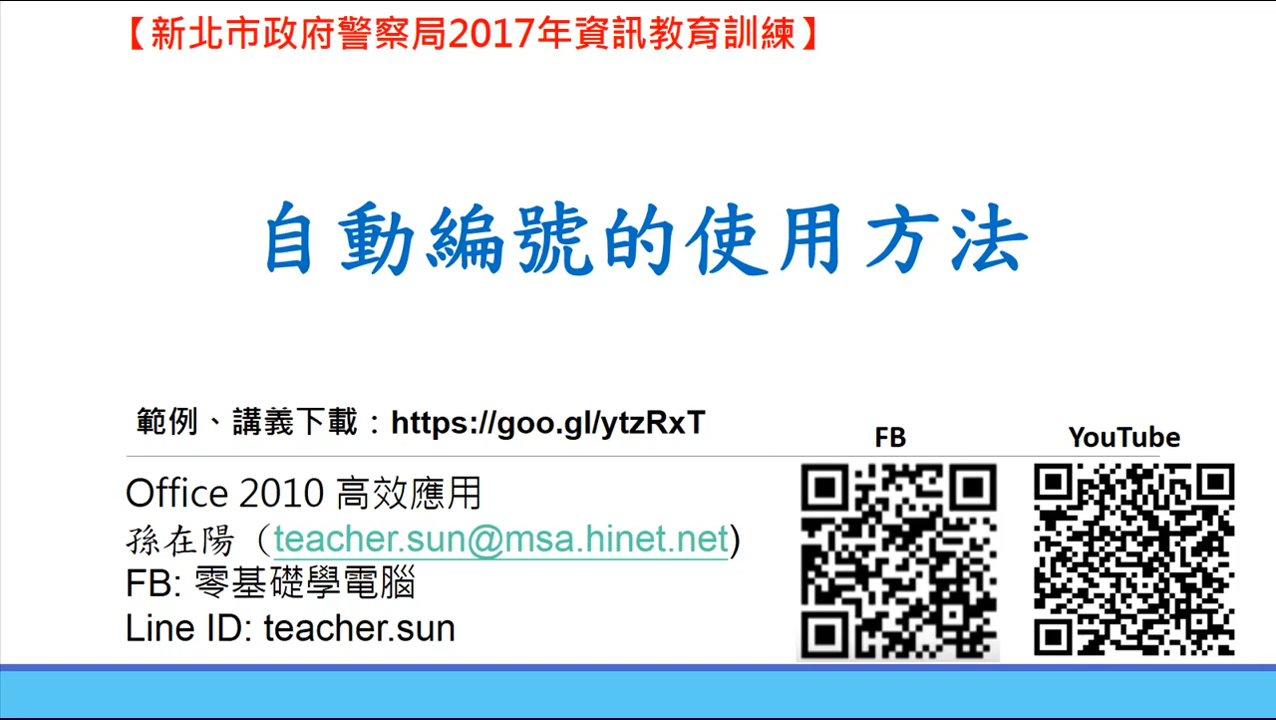 【新北市政府警察局2017年資訊教育訓練】
自動編號的使用方法
範例、講義下載：https://goo.gl/ytzRxT
FB
YouTube
Office 2010 高效應用
孫在陽（teacher.sun@msa.hinet.net)
FB: 零基礎學電腦
Line ID: teacher.sun